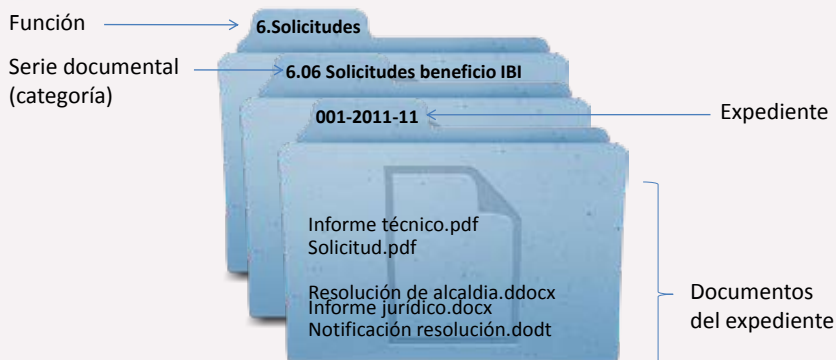 Función
6.Solicitudes
Serie documental
(categoría)
6.06 Solicitudes beneficio IBI
001-2011-11
Expediente
Informe técnico.pdf
Solicitud.pdf
Resolución de alcaldia.ddocx
Informe jurídico.docx
Notificación resolución.dodt
Documentos
del expediente